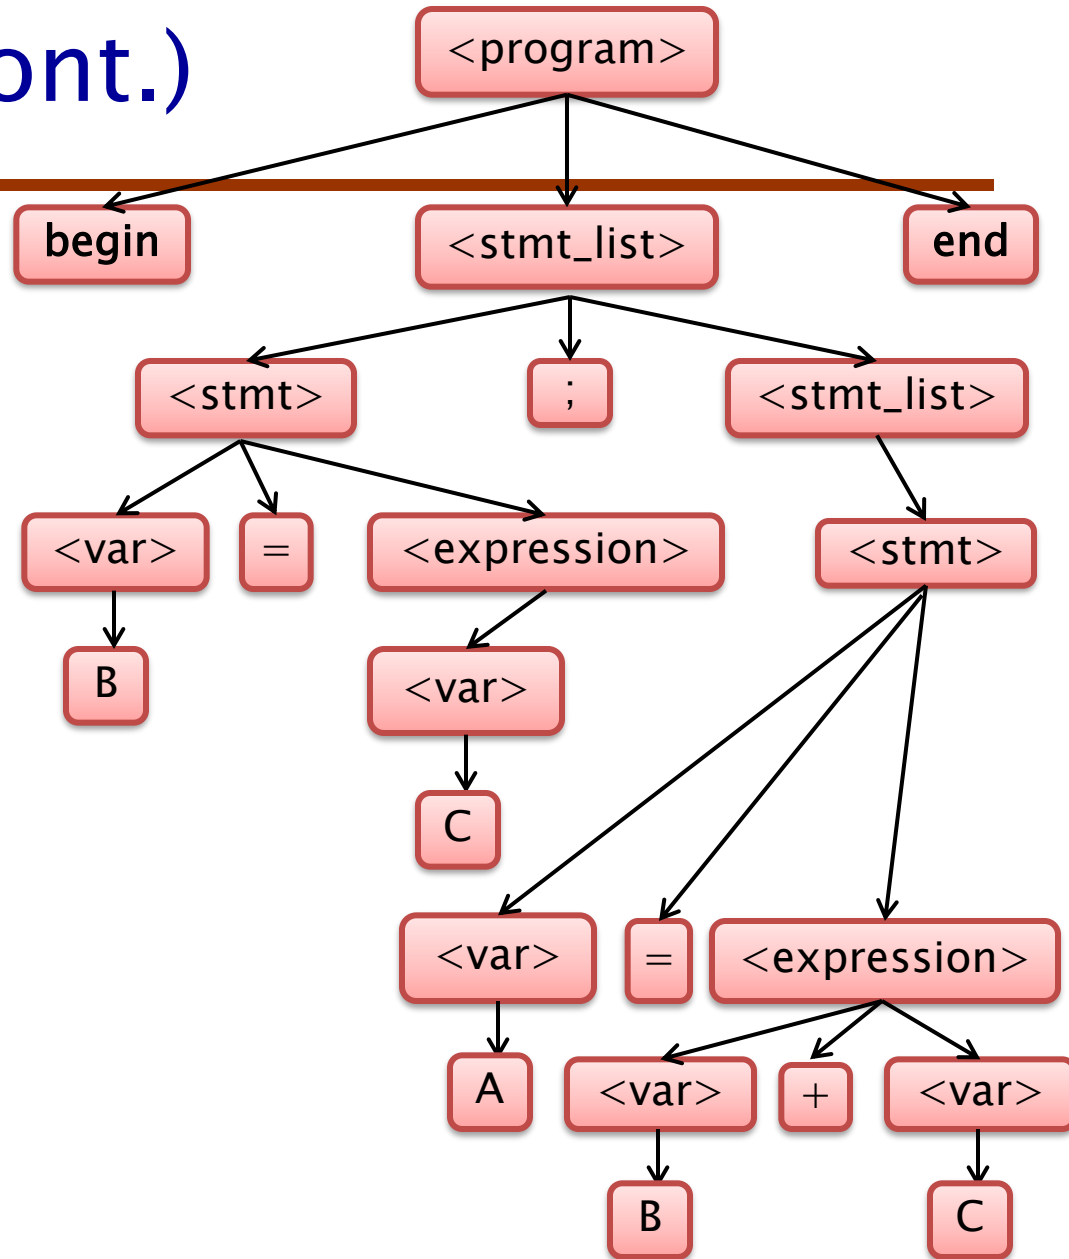 ont.)
<program>
begin <stmt_list> end
<stmt> ; <stmt_list>
<var> = <expression> <stmt>
B <var>
C
<var> = <expression>
A <var> + <var>
B C